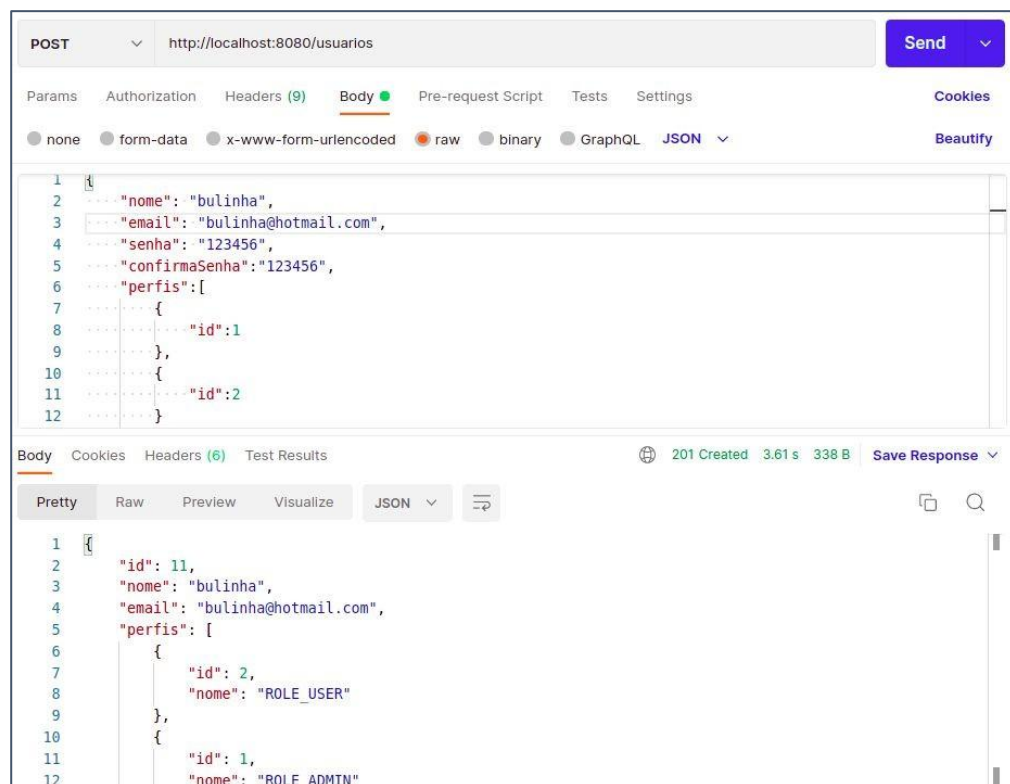 POST http://localhost:8080/usuarios Send
Params Authorization Headers (9) Body Pre-request Script Tests Settings Cookies
none form-data x-www-form-urlencoded raw binary GraphQL JSON Beautify
1 {
2 "nome": "bulinha",
3 "email": "bulinha@hotmail.com",
4 "senha": "123456",
5 "confirmaSenha":"123456",
6 "perfis":[
7 {
8 "id":1
9 },
10 {
11 "id":2
12 }
Body Cookies Headers (6) Test Results 201 Created 3.61 s 338 B Save Response
Pretty Raw Preview Visualize JSON
1 {
2 "id": 11,
3 "nome": "bulinha",
4 "email": "bulinha@hotmail.com",
5 "perfis": [
6 {
7 "id": 2,
8 "nome": "ROLE_USER"
9 },
10 {
11 "id": 1,
12 "nome": "ROLE_ADMIN"